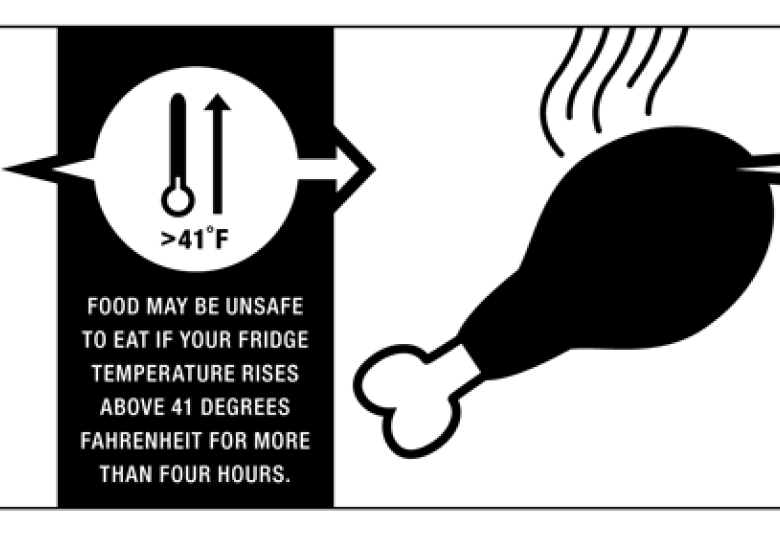 >41°F
FOOD MAY BE UNSAFE
TO EAT IF YOUR FRIDGE
TEMPERATURE RISES
ABOVE 41 DEGREES
FAHRENHEIT FOR MORE
THAN FOUR HOURS.